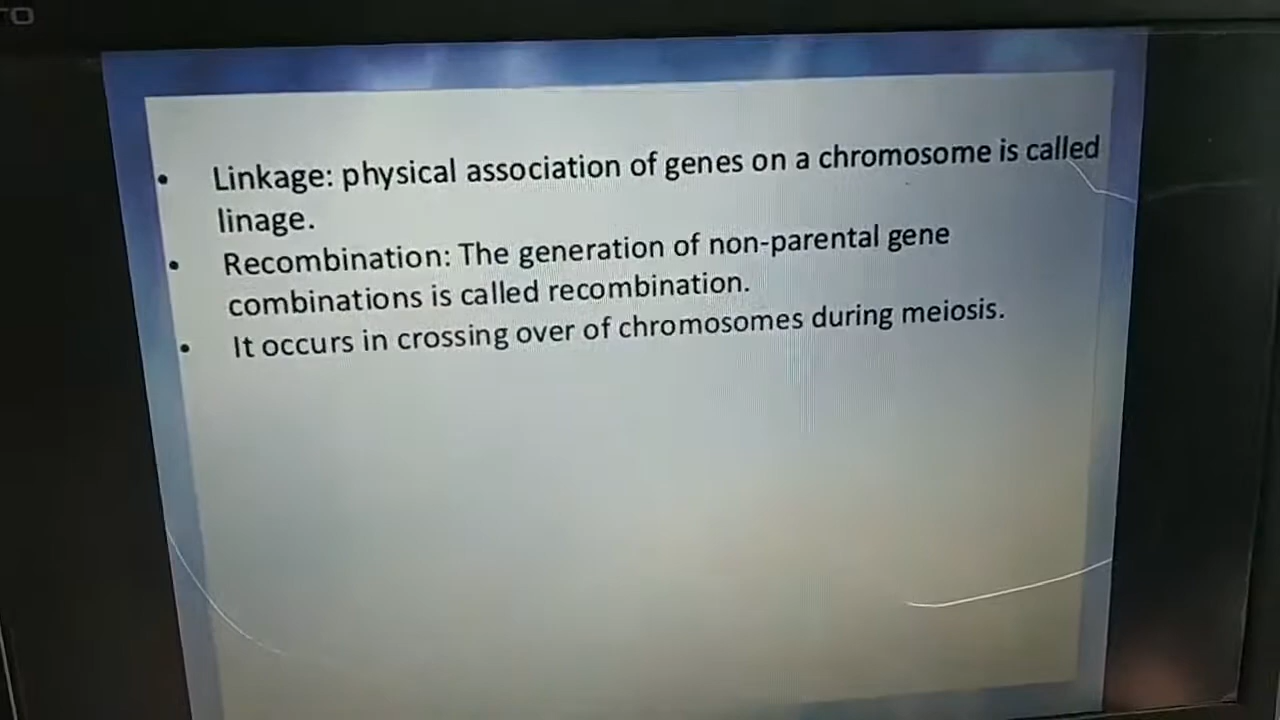 TO
• Linkage: physical association of genes on a chromosome is called
linage.
• Recombination: The generation of non-parental gene
combinations is called recombination.
• It occurs in crossing over of chromosomes during meiosis.